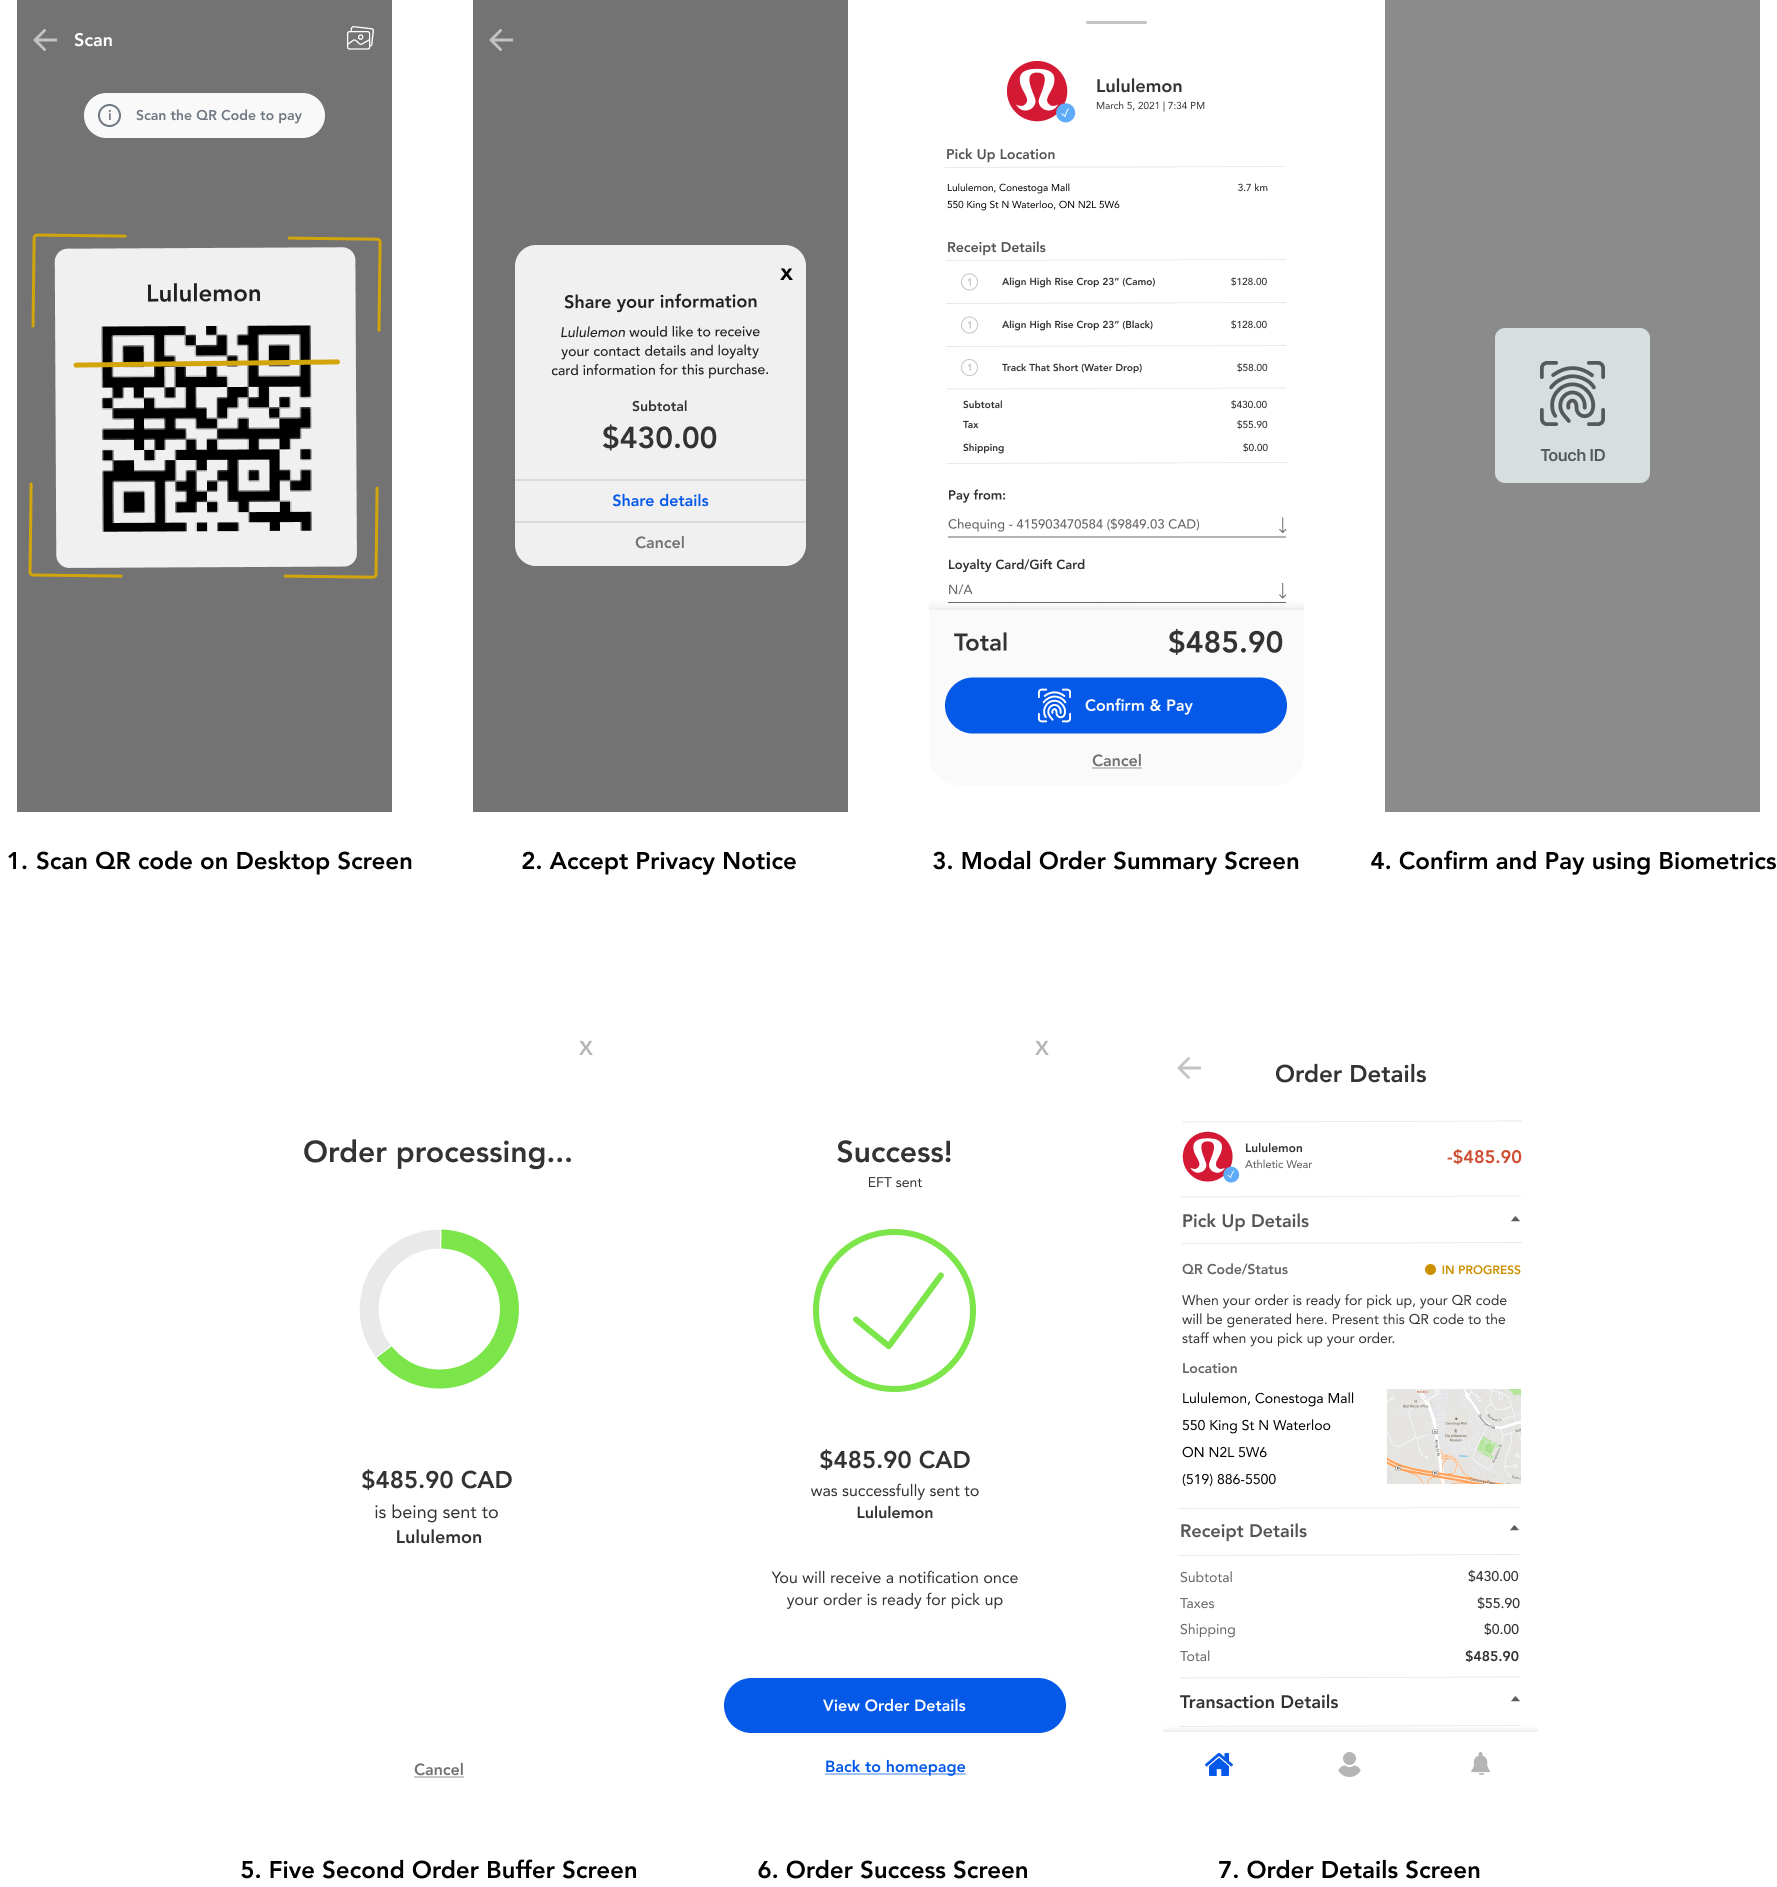 Scan
Scan the QR Code to pay
Lululemon
1. Scan QR code on Desktop Screen
X
Share your information
Lululemon would like to receive
your contact details and loyalty
card information for this purchase.
Subtotal
$430.00
Share details
Cancel
2. Accept Privacy Notice
Lululemon
March 5, 2021 | 7:34 PM
Pick Up Location
Lululemon, Conestoga Mall 3.7 km
550 King St N Waterloo, ON N2L 5W6
Receipt Details
1 Align High Rise Crop 23” (Camo) $128.00
1 Align High Rise Crop 23” (Black) $128.00
1 Track That Short (Water Drop) $58.00
Subtotal $430.00
Tax $55.90
Shipping $0.00
Pay from:
Chequing - 415903470584 ($9849.03 CAD)
Loyalty Card/Gift Card
N/A
Total $485.90
Confirm & Pay
Cancel
3. Modal Order Summary Screen
Touch ID
4. Confirm and Pay using Biometrics
X
Order processing...
$485.90 CAD
is being sent to
Lululemon
Cancel
5. Five Second Order Buffer Screen
X
Success!
EFT sent
$485.90 CAD
was successfully sent to
Lululemon
You will receive a notification once
your order is ready for pick up
View Order Details
Back to homepage
6. Order Success Screen
Order Details
Lululemon
Athletic Wear
-$485.90
Pick Up Details
QR Code/Status IN PROGRESS
When your order is ready for pick up, your QR code
will be generated here. Present this QR code to the
staff when you pick up your order.
Location
Lululemon, Conestoga Mall
550 King St N Waterloo
ON N2L 5W6
(519) 886-5500
Receipt Details
Subtotal $430.00
Taxes $55.90
Shipping $0.00
Total $485.90
Transaction Details
7. Order Details Screen